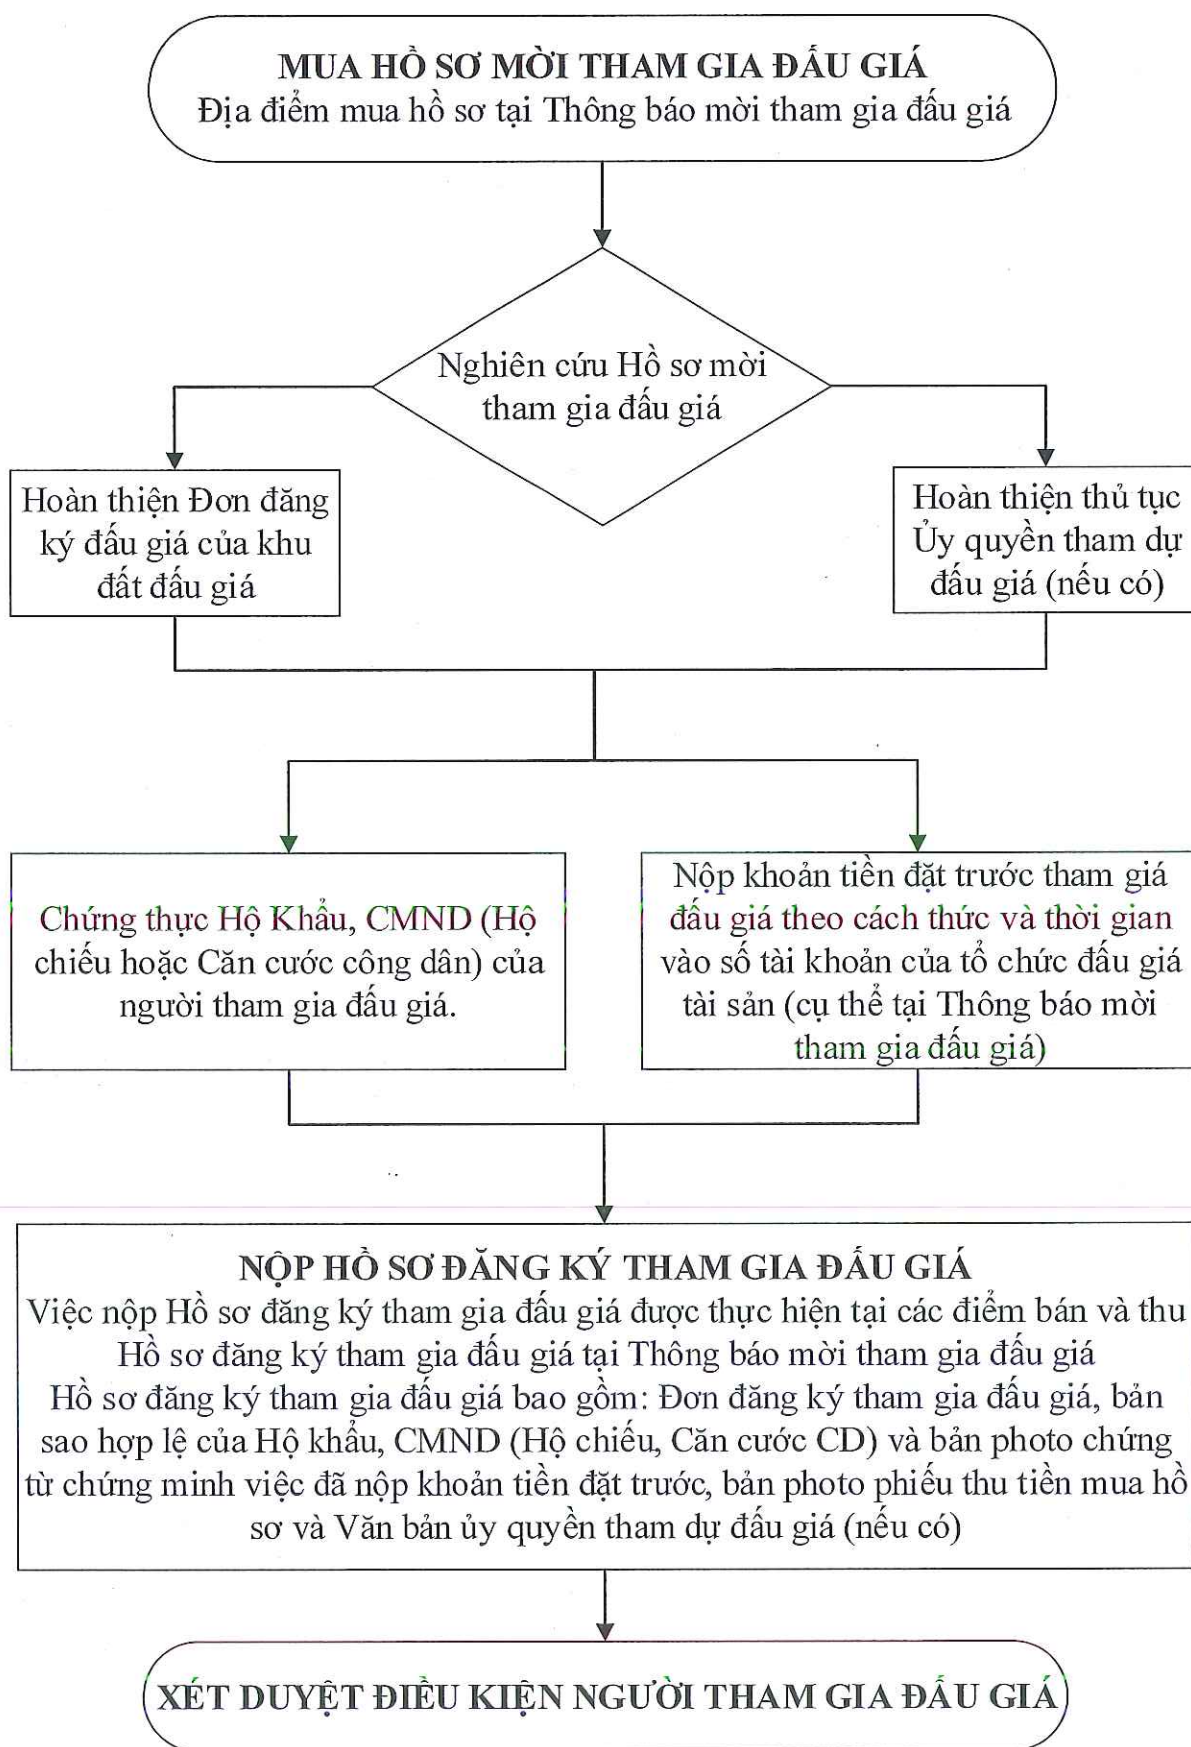 MUA HỒ SƠ MỜI THAM GIA ĐẤU GIÁ
Địa điểm mua hồ sơ tại Thông báo mời tham gia đấu giá
Nghiên cứu Hồ sơ mời
tham gia đấu giá
Hoàn thiện Đơn đăng
ký đấu giá của khu
đất đấu giá
Hoàn thiện thủ tục
Ủy quyền tham dự
đấu giá (nếu có)
Chứng thực Hộ Khẩu, CMND (Hộ
chiếu hoặc Căn cước công dân) của
người tham gia đấu giá.
Nộp khoản tiền đặt trước tham giá
đấu giá theo cách thức và thời gian
vào số tài khoản của tổ chức đấu giá
tài sản (cụ thể tại Thông báo mời
tham gia đấu giá)
NỘP HỒ SƠ ĐĂNG KÝ THAM GIA ĐẤU GIÁ
Việc nộp Hồ sơ đăng ký tham gia đấu giá được thực hiện tại các điểm bán và thu
Hồ sơ đăng ký tham gia đấu giá tại Thông báo mời tham gia đấu giá
Hồ sơ đăng ký tham gia đấu giá bao gồm: Đơn đăng ký tham gia đấu giá, bản
sao hợp lệ của Hộ khẩu, CMND (Hộ chiếu, Căn cước CD) và bản photo chứng
từ chứng minh việc đã nộp khoản tiền đặt trước, bản photo phiếu thu tiền mua hồ
sơ và Văn bản ủy quyền tham dự đấu giá (nếu có)
XÉT DUYỆT ĐIỀU KIỆN NGƯỜI THAM GIA ĐẤU GIÁ